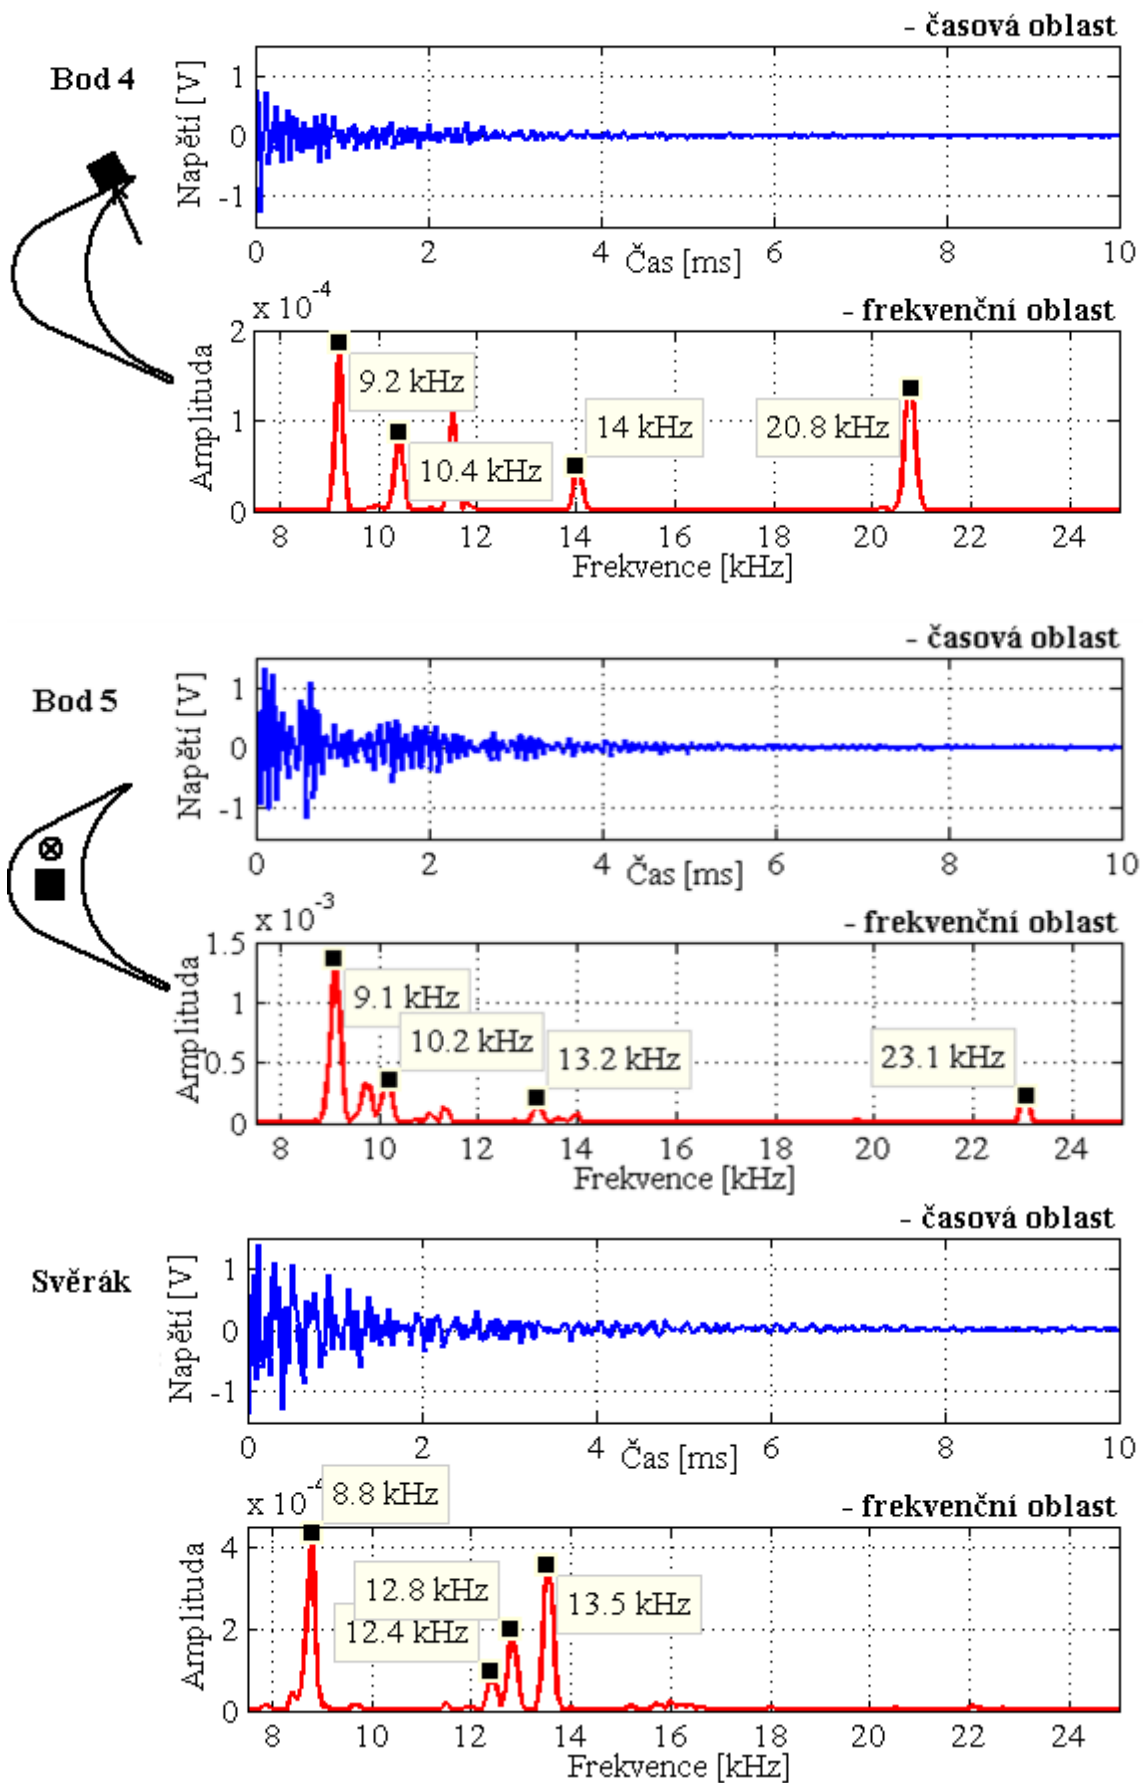 - časová oblast
Bod 4
Napětí [V]
1
0
-1
0 2 4 6 8 10
Čas [ms]
x 10-4
- frekvenční oblast
Amplituda
2
1
0
9.2 kHz
10.4 kHz
14 kHz
20.8 kHz
8 10 12 14 16 18 20 22 24
Frekvence [kHz]
- časová oblast
Bod 5
Napětí [V]
1
0
-1
0 2 4 6 8 10
Čas [ms]
x 10-3
- frekvenční oblast
Amplituda
1.5
1
0.5
0
9.1 kHz
10.2 kHz
13.2 kHz
23.1 kHz
8 10 12 14 16 18 20 22 24
Frekvence [kHz]
- časová oblast
Svěrák
Napětí [V]
1
0
-1
0 2 4 6 8 10
Čas [ms]
x 10-4
8.8 kHz
- frekvenční oblast
Amplituda
4
2
0
12.8 kHz
12.4 kHz
13.5 kHz
8 10 12 14 16 18 20 22 24
Frekvence [kHz]